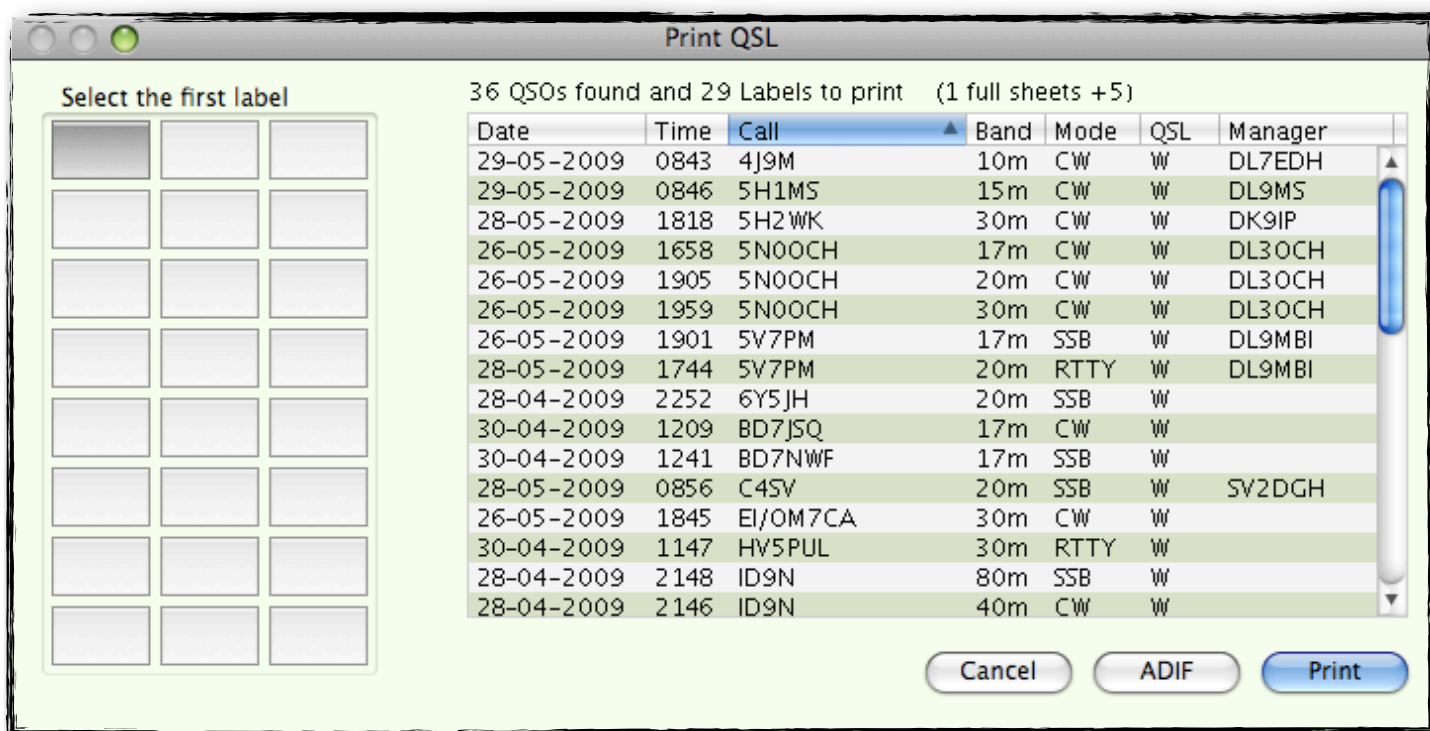 Print QSL
Select the first label
36 QSOs found and 29 Labels to print (1 full sheets +5)
Date Time Call Band Mode QSL Manager
29-05-2009 0843 4J9M 10m CW W DL7EDH
29-05-2009 0846 5H1MS 15m CW W DL9MS
28-05-2009 1818 5H2WK 30m CW W DK9IP
26-05-2009 1658 5N0OCH 17m CW W DL3OCH
26-05-2009 1905 5N0OCH 20m CW W DL3OCH
26-05-2009 1959 5N0OCH 30m CW W DL3OCH
26-05-2009 1901 5V7PM 17m SSB W DL9MBI
28-05-2009 1744 5V7PM 20m RTTY W DL9MBI
28-04-2009 2252 6Y5JH 20m SSB W
30-04-2009 1209 BD7JSQ 17m CW W
30-04-2009 1241 BD7NWF 17m SSB W
28-05-2009 0856 C4SV 20m SSB W SV2DGH
26-05-2009 1845 EI/OM7CA 30m CW W
30-04-2009 1147 HV5PUL 30m RTTY W
28-04-2009 2148 ID9N 80m SSB W
28-04-2009 2146 ID9N 40m CW W
Cancel ADIF Print